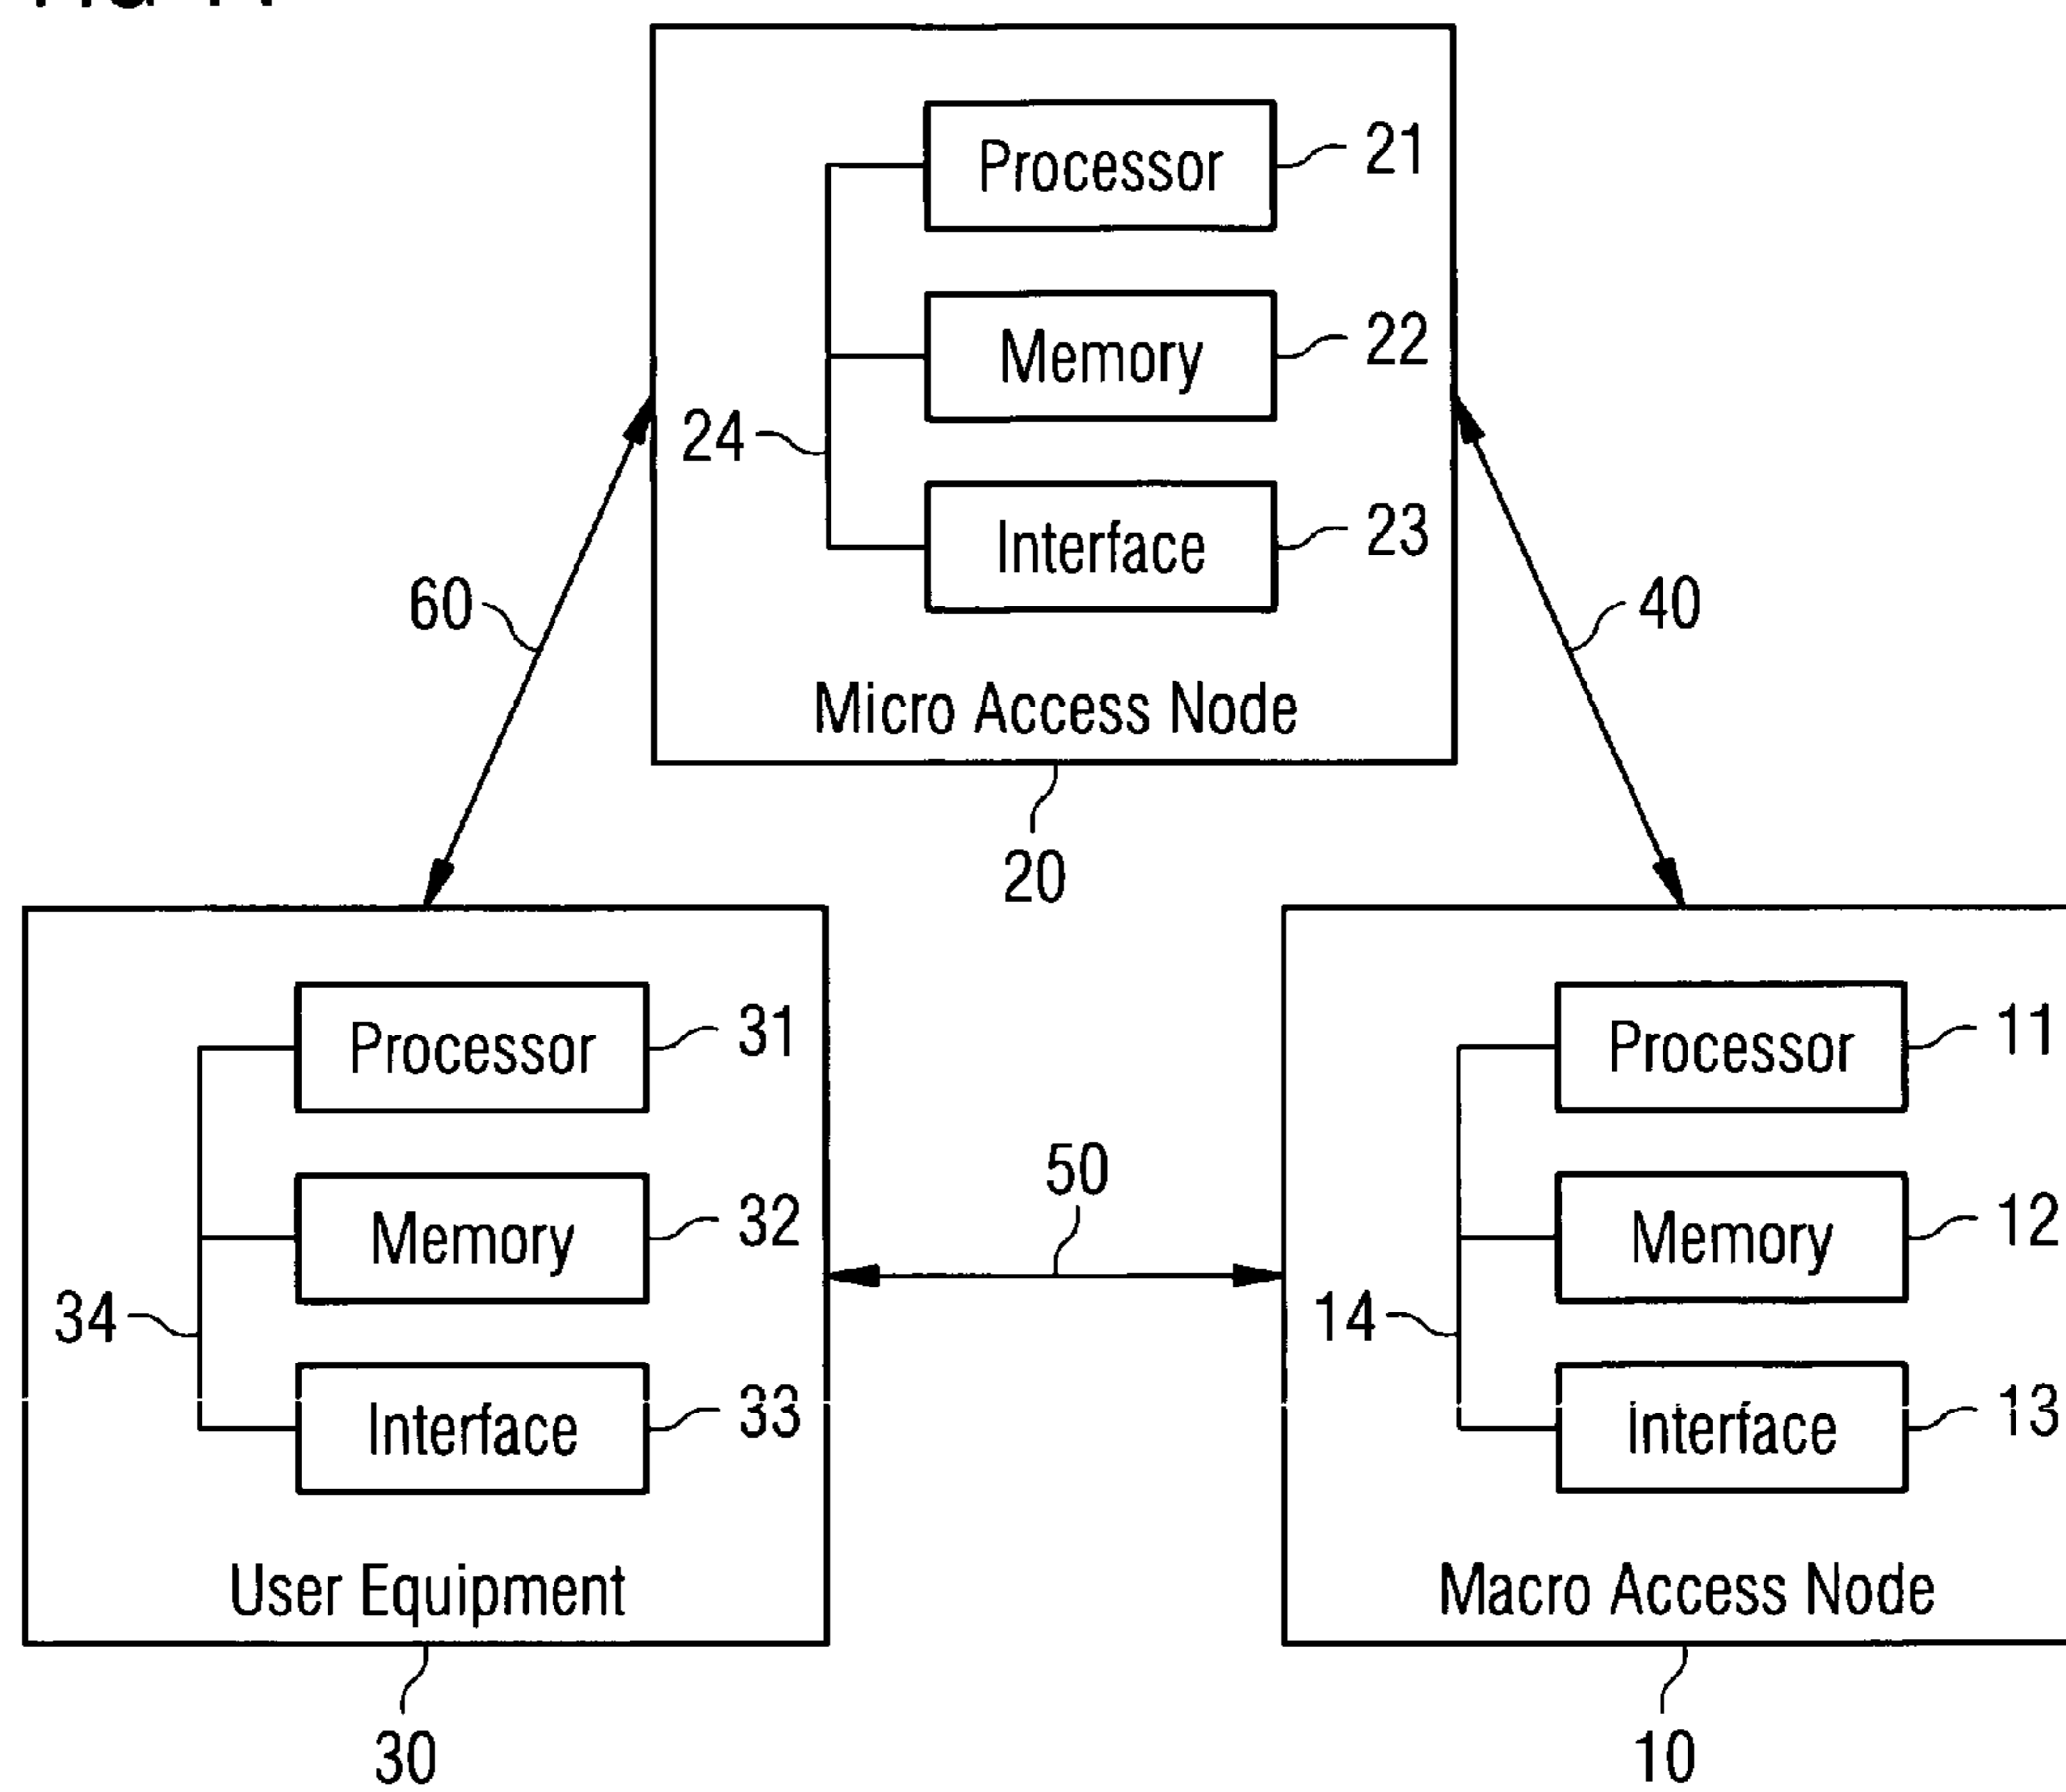 Processor 21
Memory 22
24
Interface 23
60
40
Micro Access Node
20
Processor 31
Processor 11
50
Memory 32
Memory 12
34
14
Interface 33
Interface 13
User Equipment
Macro Access Node
30
10